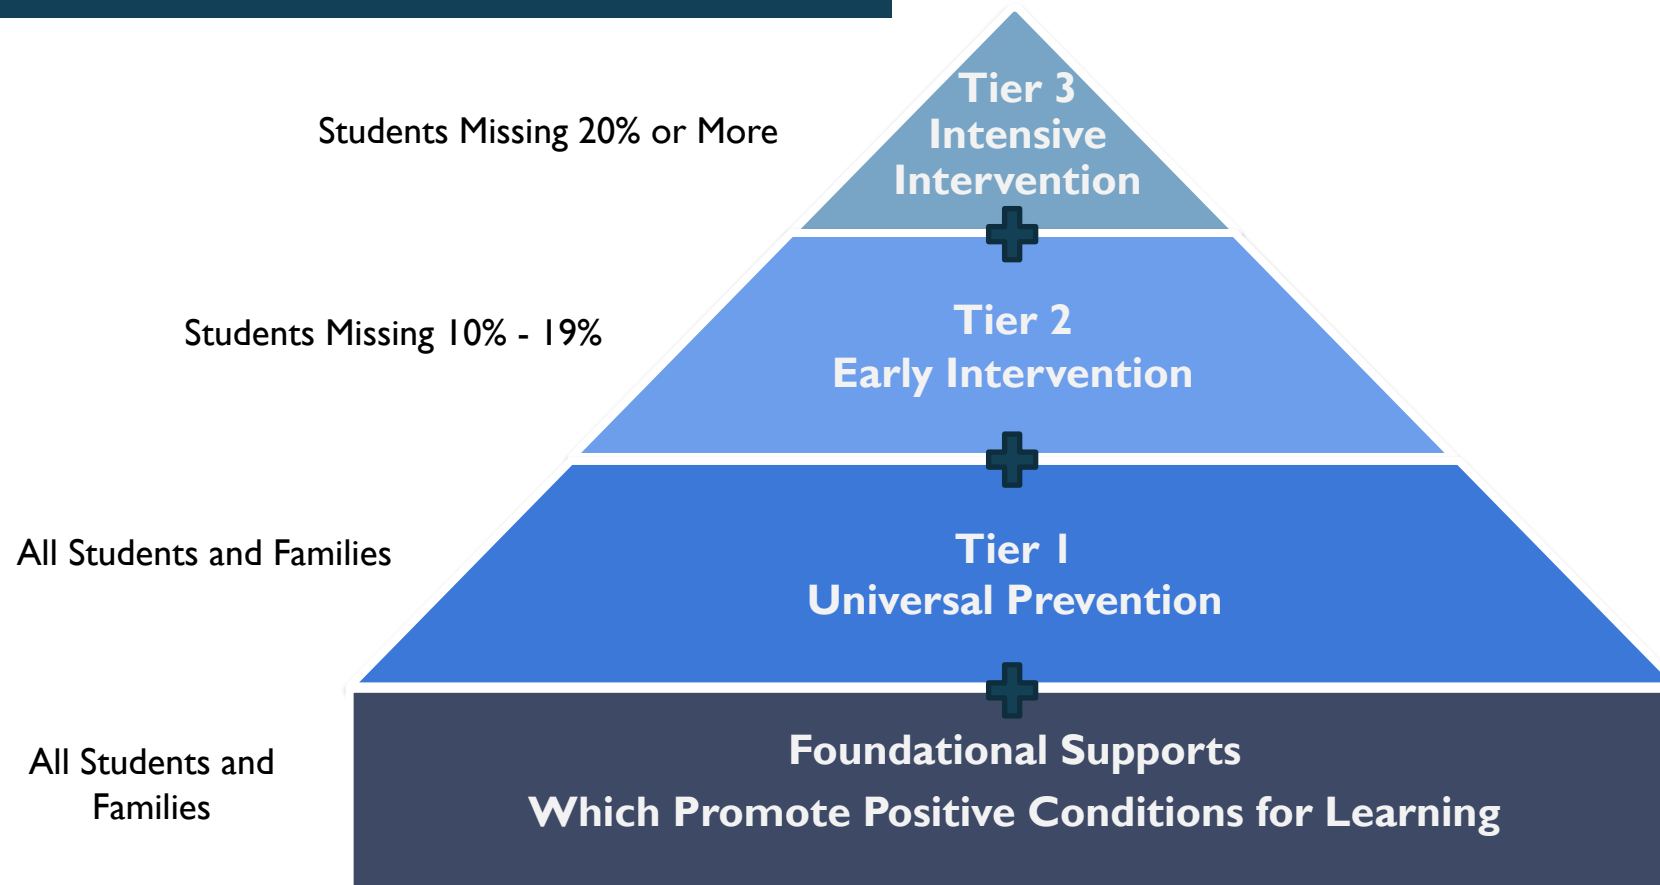 Tier 3
Intensive
Intervention
Students Missing 20% or More
Tier 2
Early Intervention
Students Missing 10% - 19%
Tier 1
Universal Prevention
All Students and Families
Foundational Supports
Which Promote Positive Conditions for Learning
All Students and
Families